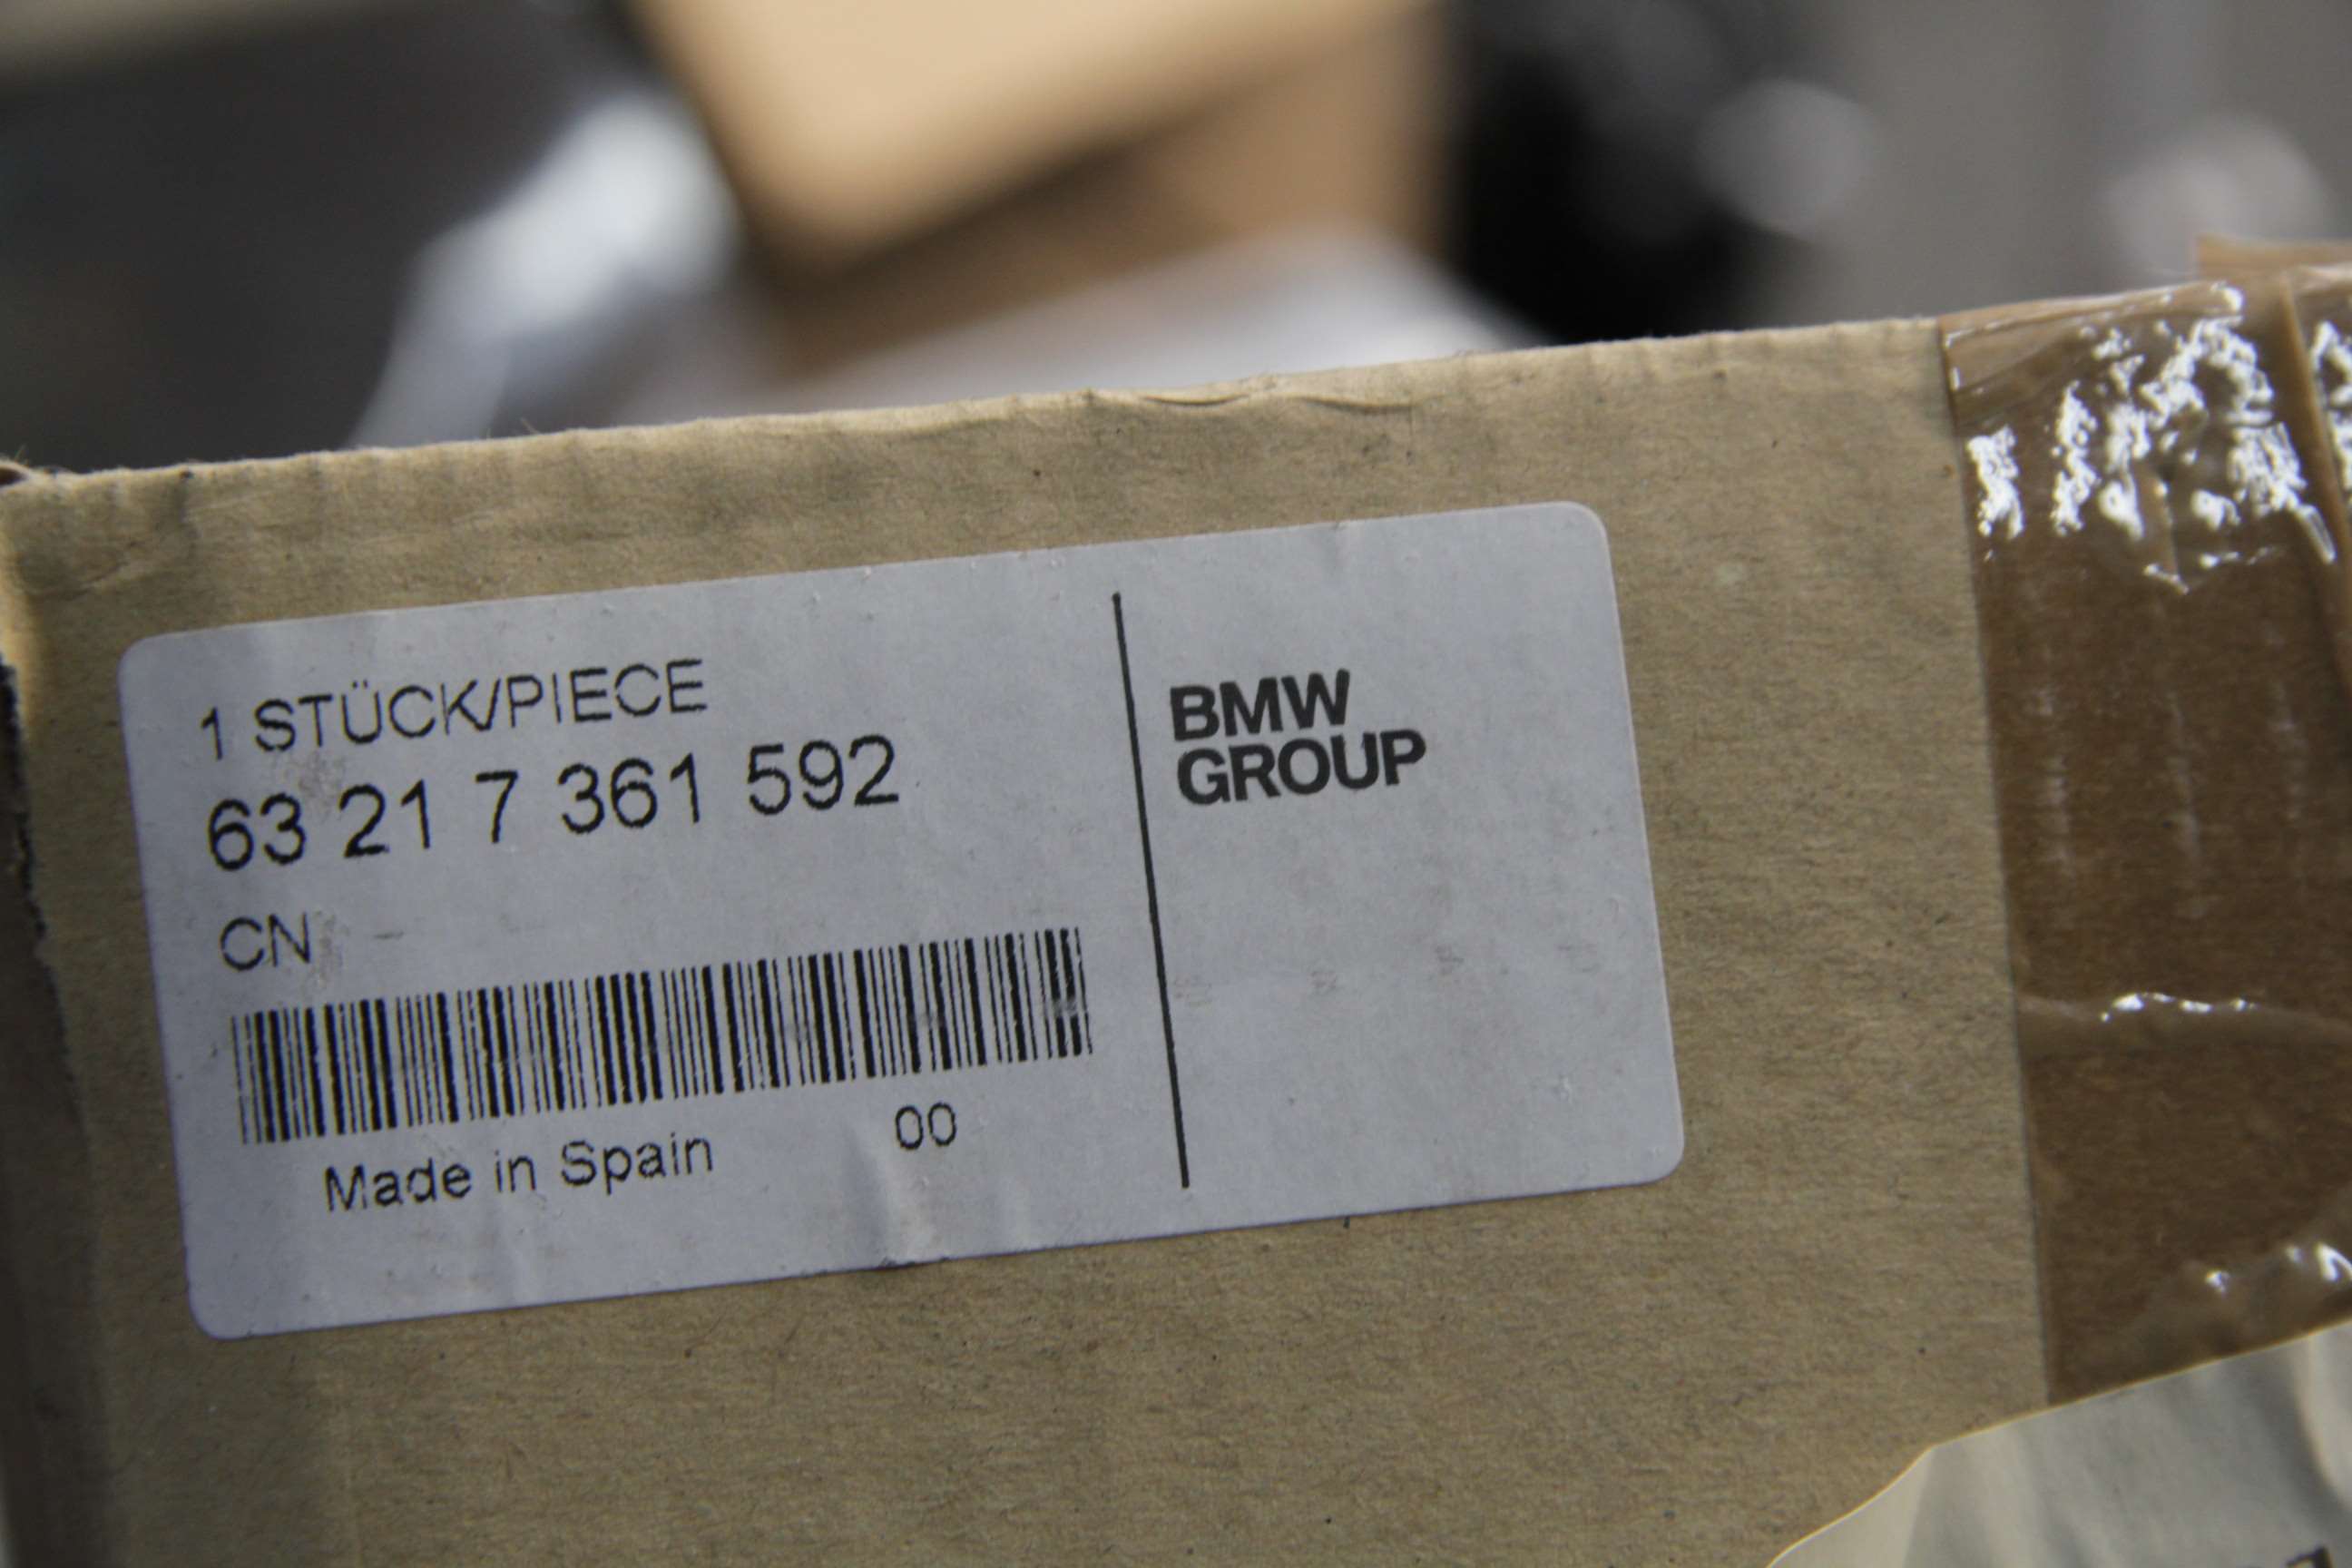 1 STÜCK/PIECE
63 21 7 361 592
CN
Made in Spain 00
BMW
GROUP